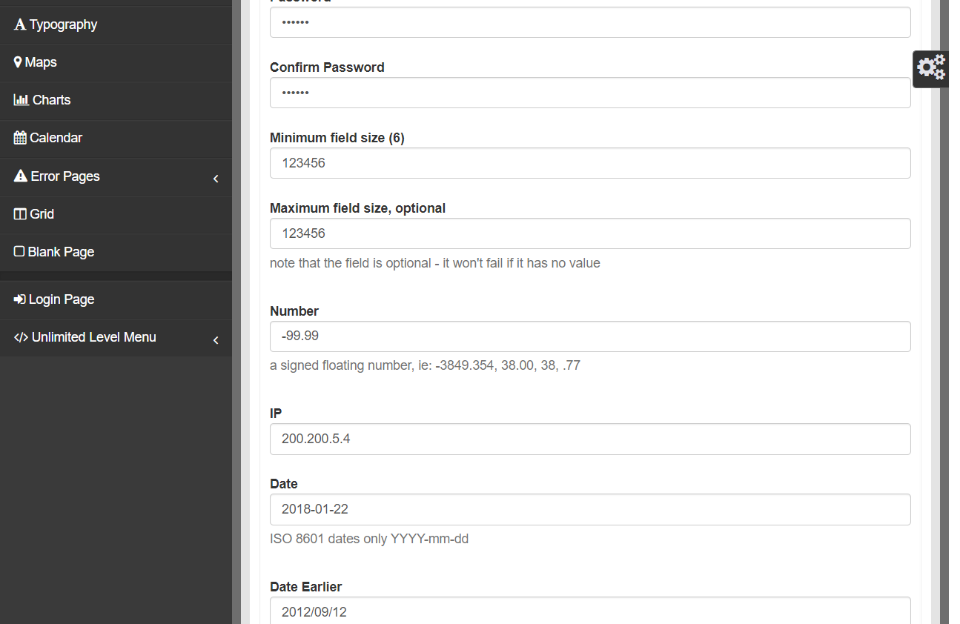 Typography
Maps
Charts
Calendar
Error Pages
Grid
Blank Page
Login Page
</> Unlimited Level Menu
••••••
Confirm Password
••••••
Minimum field size (6)
123456
Maximum field size, optional
123456
note that the field is optional - it won't fail if it has no value
Number
-99.99
a signed floating number, ie: -3849.354, 38.00, 38, .77
IP
200.200.5.4
Date
2018-01-22
ISO 8601 dates only YYYY-mm-dd
Date Earlier
2012/09/12